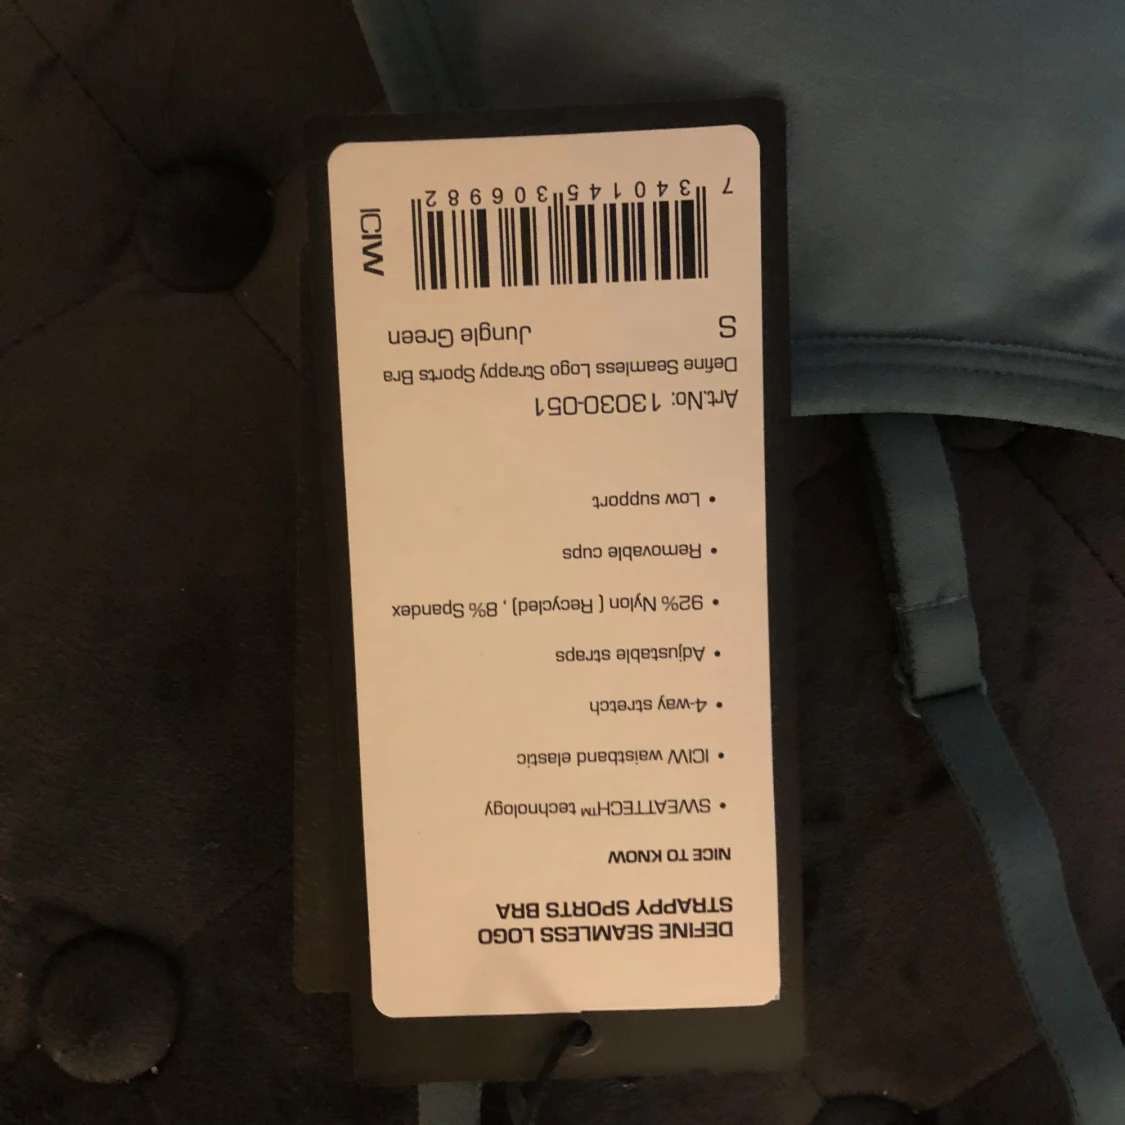 DEFINE SEAMLESS LOGO
STRAPPY SPORTS BRA
NICE TO KNOW
• SWEATTECH™ technology
• ICIW waistband elastic
• 4-way stretch
• Adjustable straps
• 92% Nylon ( Recycled) , 8% Spandex
• Removable cups
• Low support
Art.No: 13030-051
Define Seamless Logo Strappy Sports Bra
S Jungle Green
7 340145 306982
ICIW